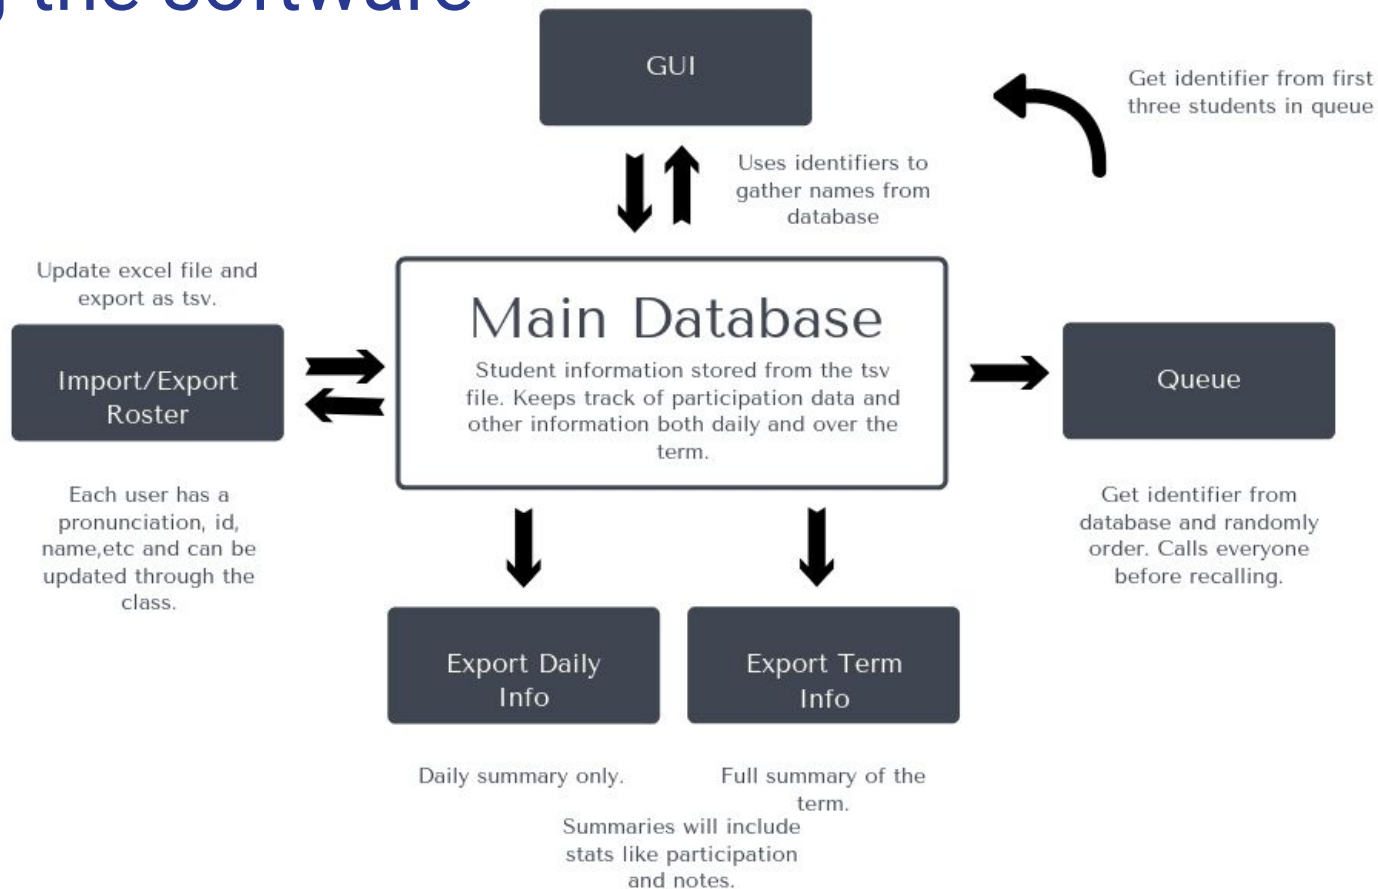 the software
GUI
Get identifier from first
three students in queue
Uses identifiers to
gather names from
database
Update excel file and
export as tsv.
Import/Export
Roster
Main Database
Student information stored from the tsv
file. Keeps track of participation data and
other information both daily and over the
term.
Queue
Each user has a
pronunciation, id,
name,etc and can be
updated through the
class.
Get identifier from
database and randomly
order. Calls everyone
before recalling.
Export Daily
Info
Export Term
Info
Daily summary only.
Full summary of the
term.
Summaries will include
stats like participation
and notes.